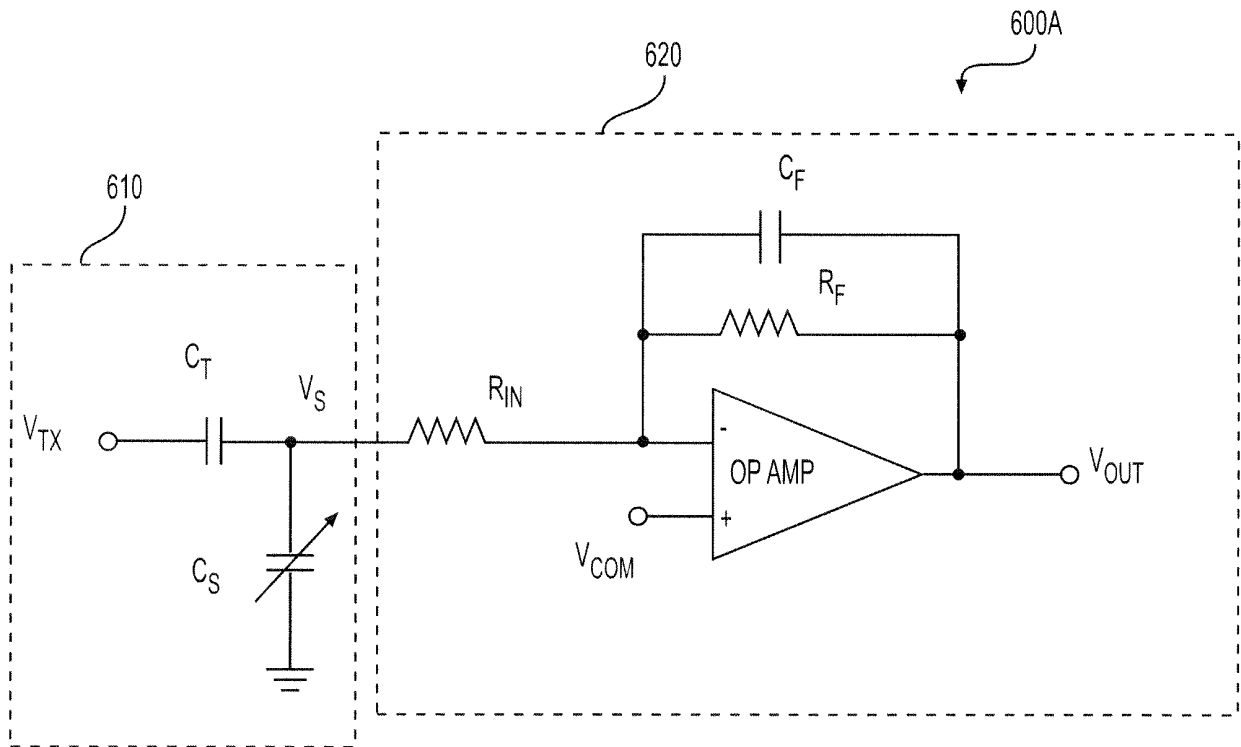 600A
620
610
C_F
R_F
C_T
V_S
R_IN
V_TX
-
OP AMP
V_OUT
+
V_COM
C_S